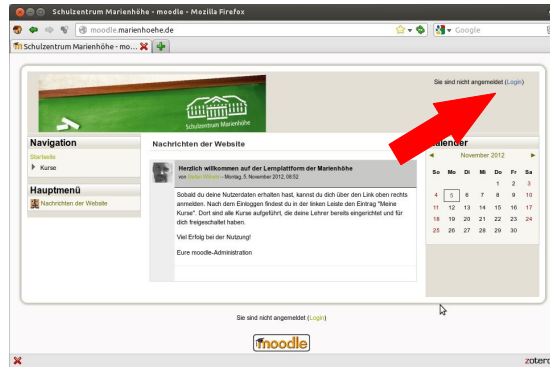 Schulzentrum Marienhöhe - moodle - Mozilla Firefox
moodle.marienhoehe.de
Google
Schulzentrum Marienhöhe - mo...
Sie sind nicht angemeldet (Login)
Schulzentrum Marienhöhe
Navigation
Startseite
Kurse
Hauptmenü
Nachrichten der Website
Nachrichten der Website
Herzlich willkommen auf der Lernplattform der Marienhöhe
von Stefan Wilhelm - Montag, 5. November 2012, 08:52
Sobald du deine Nutzerdaten erhalten hast, kannst du dich über den Link oben rechts
anmelden. Nach dem Einloggen findest du in der linken Leiste den Eintrag "Meine
Kurse". Dort sind alle Kurse aufgeführt, die deine Lehrer bereits eingerichtet und für
dich freigeschaltet haben.
Viel Erfolg bei der Nutzung!
Eure moodle-Administration
alender
November 2012
So Mo Di Mi Do Fr Sa
1 2 3
4 5 6 7 8 9 10
11 12 13 14 15 16 17
18 19 20 21 22 23 24
25 26 27 28 29 30
Sie sind nicht angemeldet (Login)
moodle
zotero